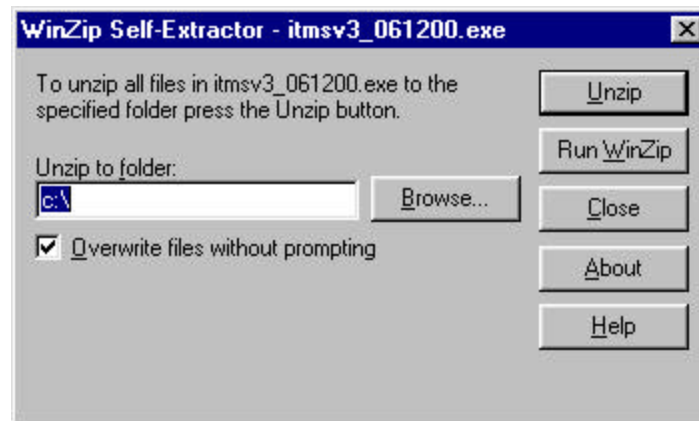 WinZip Self-Extractor - itmsv3_061200.exe
To unzip all files in itmsv3_061200.exe to the
specified folder press the Unzip button.
Unzip to folder:
c:\
Browse...
Overwrite files without prompting
Unzip
Run WinZip
Close
About
Help